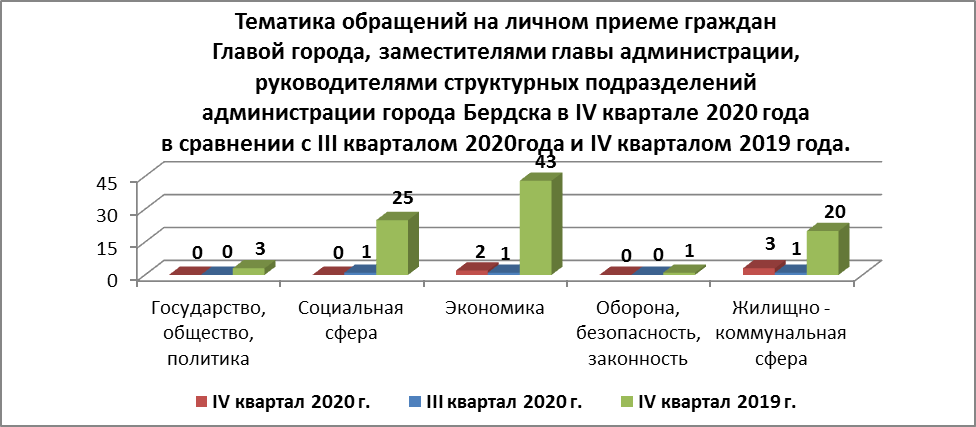 Тематика обращений на личном приеме граждан
Главой города, заместителями главы администрации,
руководителями структурных подразделений
администрации города Бердска в IV квартале 2020 года
в сравнении с III кварталом 2020года и IV кварталом 2019 года.
45
30
15
0
0 0 3
0 1 25
2 1 43
0 0 1
3 1 20
Государство,
общество,
политика
Социальная
сфера
Экономика
Оборона,
безопасность,
законность
Жилищно -
коммунальная
сфера
IV квартал 2020 г.
III квартал 2020 г.
IV квартал 2019 г.